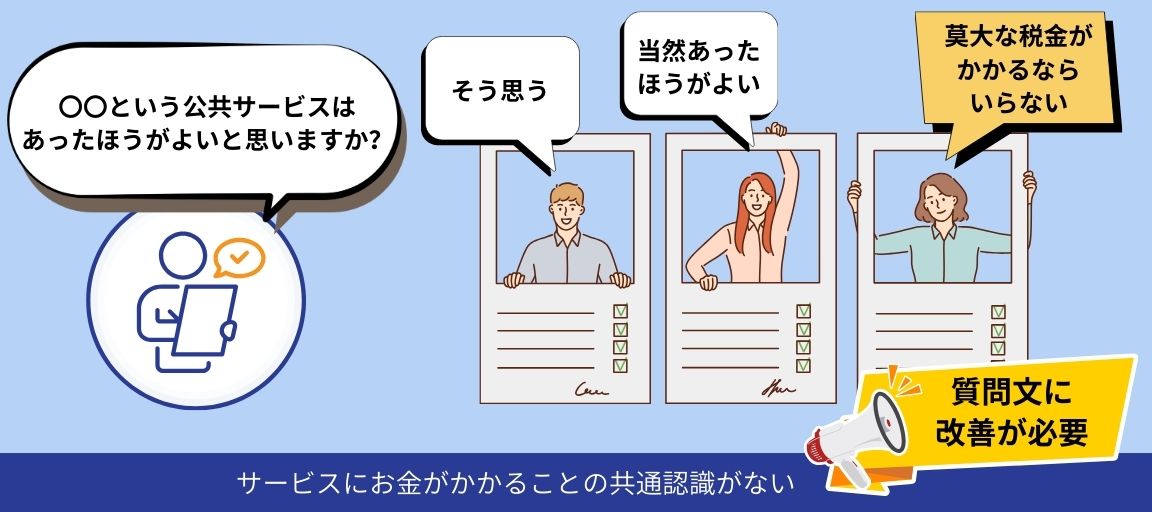 〇〇という公共サービスは
あったほうがよいと思いますか?
そう思う
当然あった
ほうがよい
莫大な税金が
かかるなら
いらない
質問文に
改善が必要
サービスにお金がかかることの共通認識がない